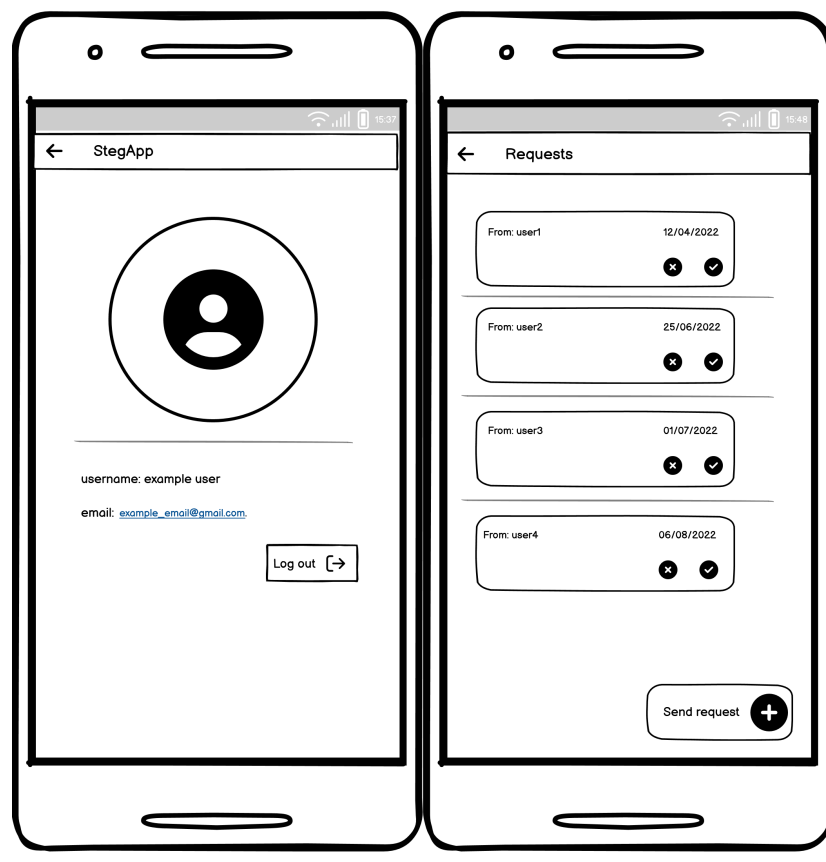 15:37
StegApp
username: example user
email: example_email@gmail.com.
Log out
15:48
Requests
From: user1 12/04/2022
From: user2 25/06/2022
From: user3 01/07/2022
From: user4 06/08/2022
Send request